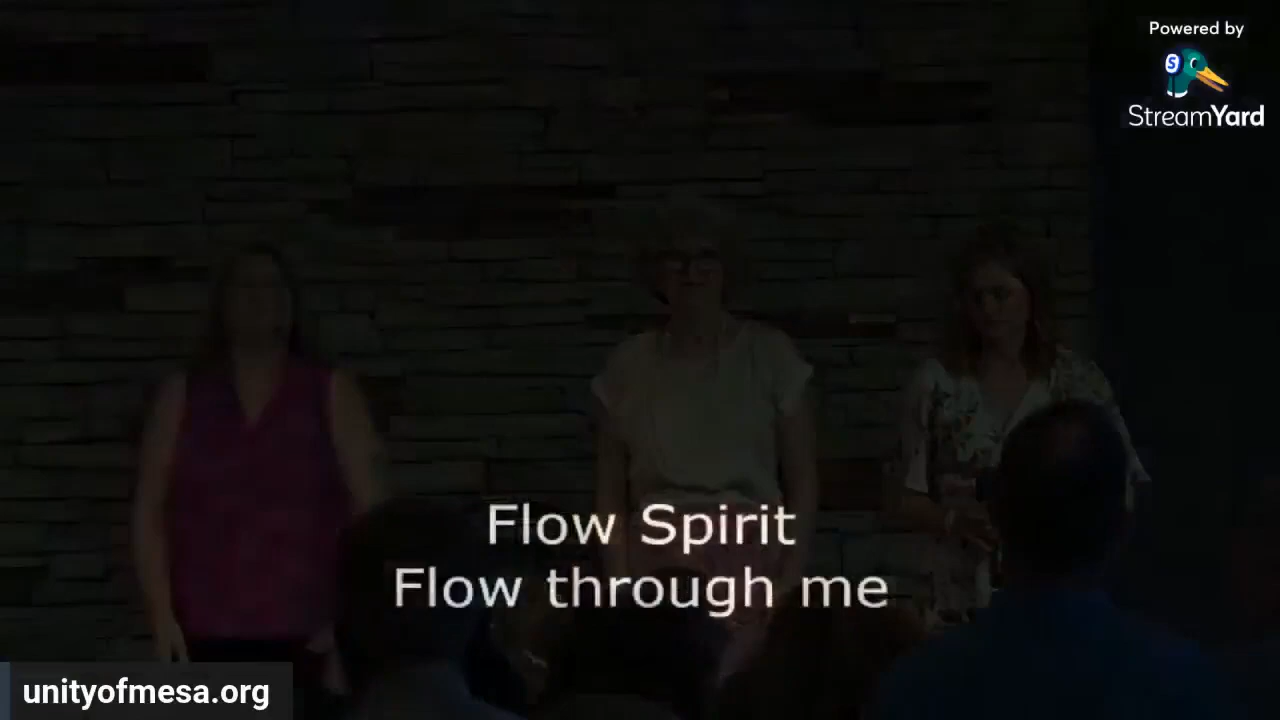 Powered by
S
StreamYard
Flow Spirit
Flow through me
unityofmesa.org